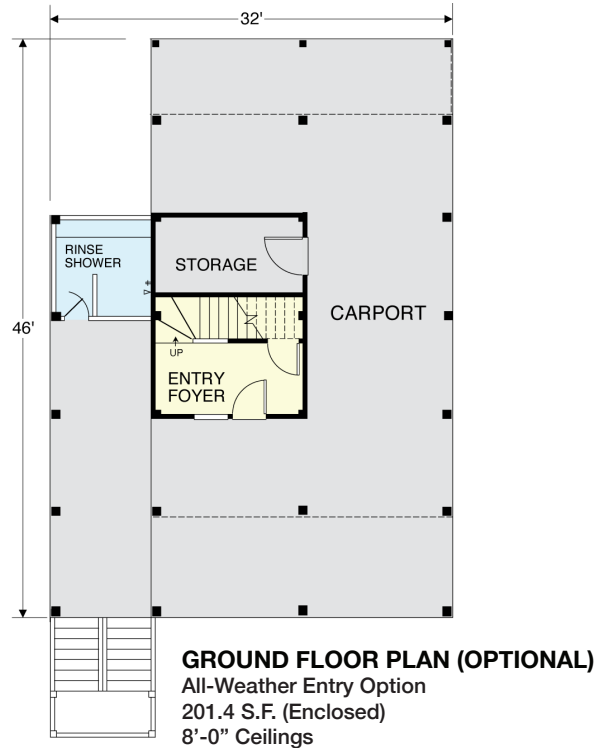 32'
RINSE
SHOWER
STORAGE
CARPORT
46'
UP
ENTRY
FOYER
GROUND FLOOR PLAN (OPTIONAL)
All-Weather Entry Option
201.4 S.F. (Enclosed)
8'-0” Ceilings